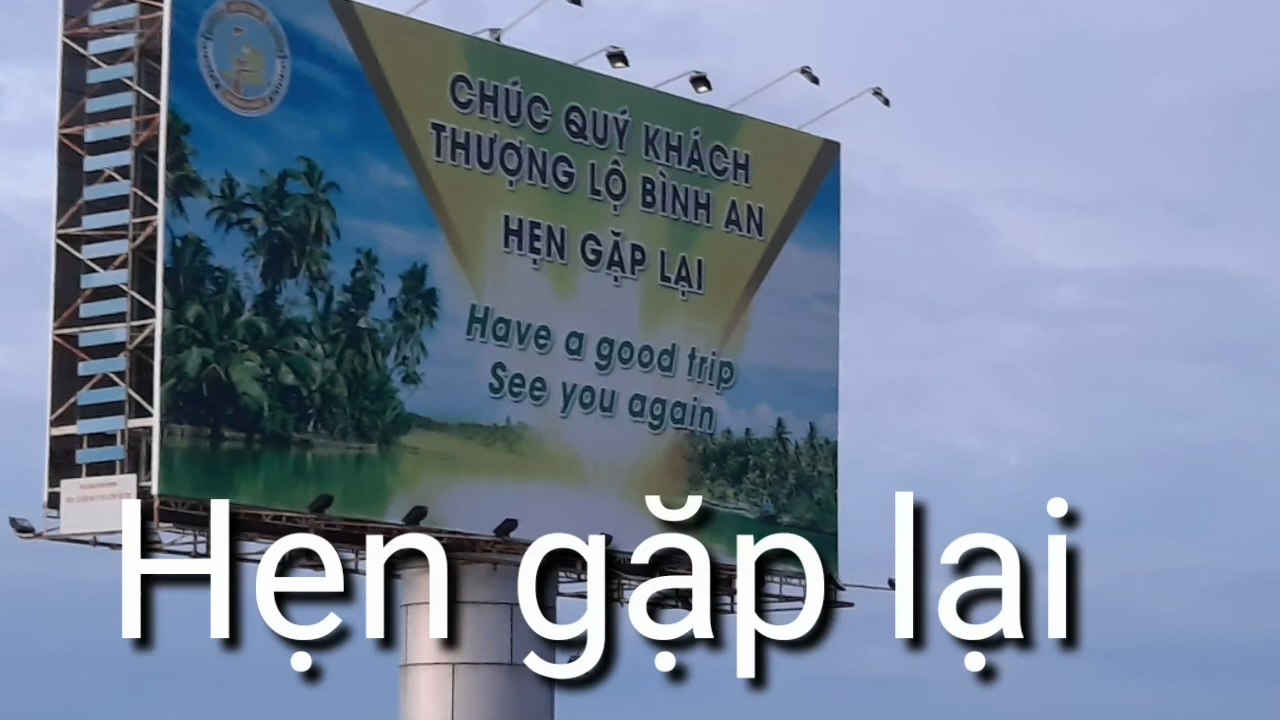 CHÚC QUÝ KHÁCH
THƯỢNG LỘ BÌNH AN
HẸN GẶP LẠI
Have a good trip
See you again
Hẹn gặp lại